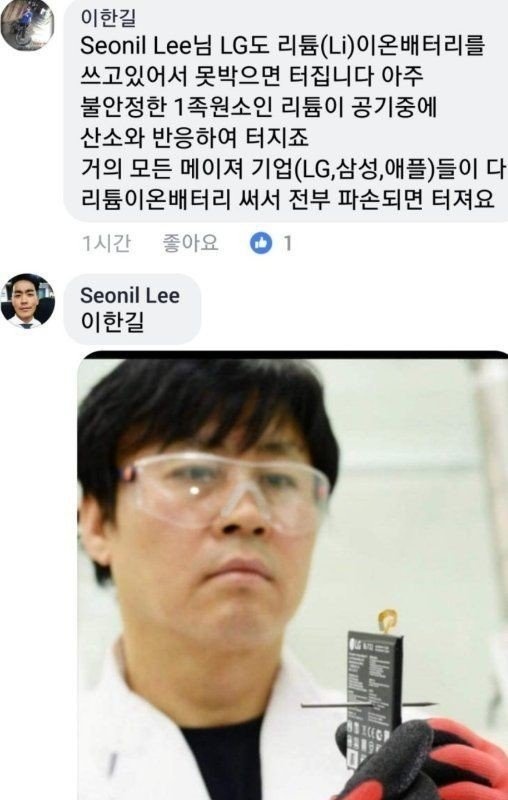 이한길
Seonil Lee님 LG도 리튬(Li)이온배터리를
쓰고있어서 못박으면 터집니다 아주
불안정한 1족원소인 리튬이 공기중에
산소와 반응하여 터지죠
거의 모든 메이져 기업(LG,삼성,애플)들이 다
리튬이온배터리 써서 전부 파손되면 터져요
1시간 좋아요 1
Seonil Lee
이한길
LG